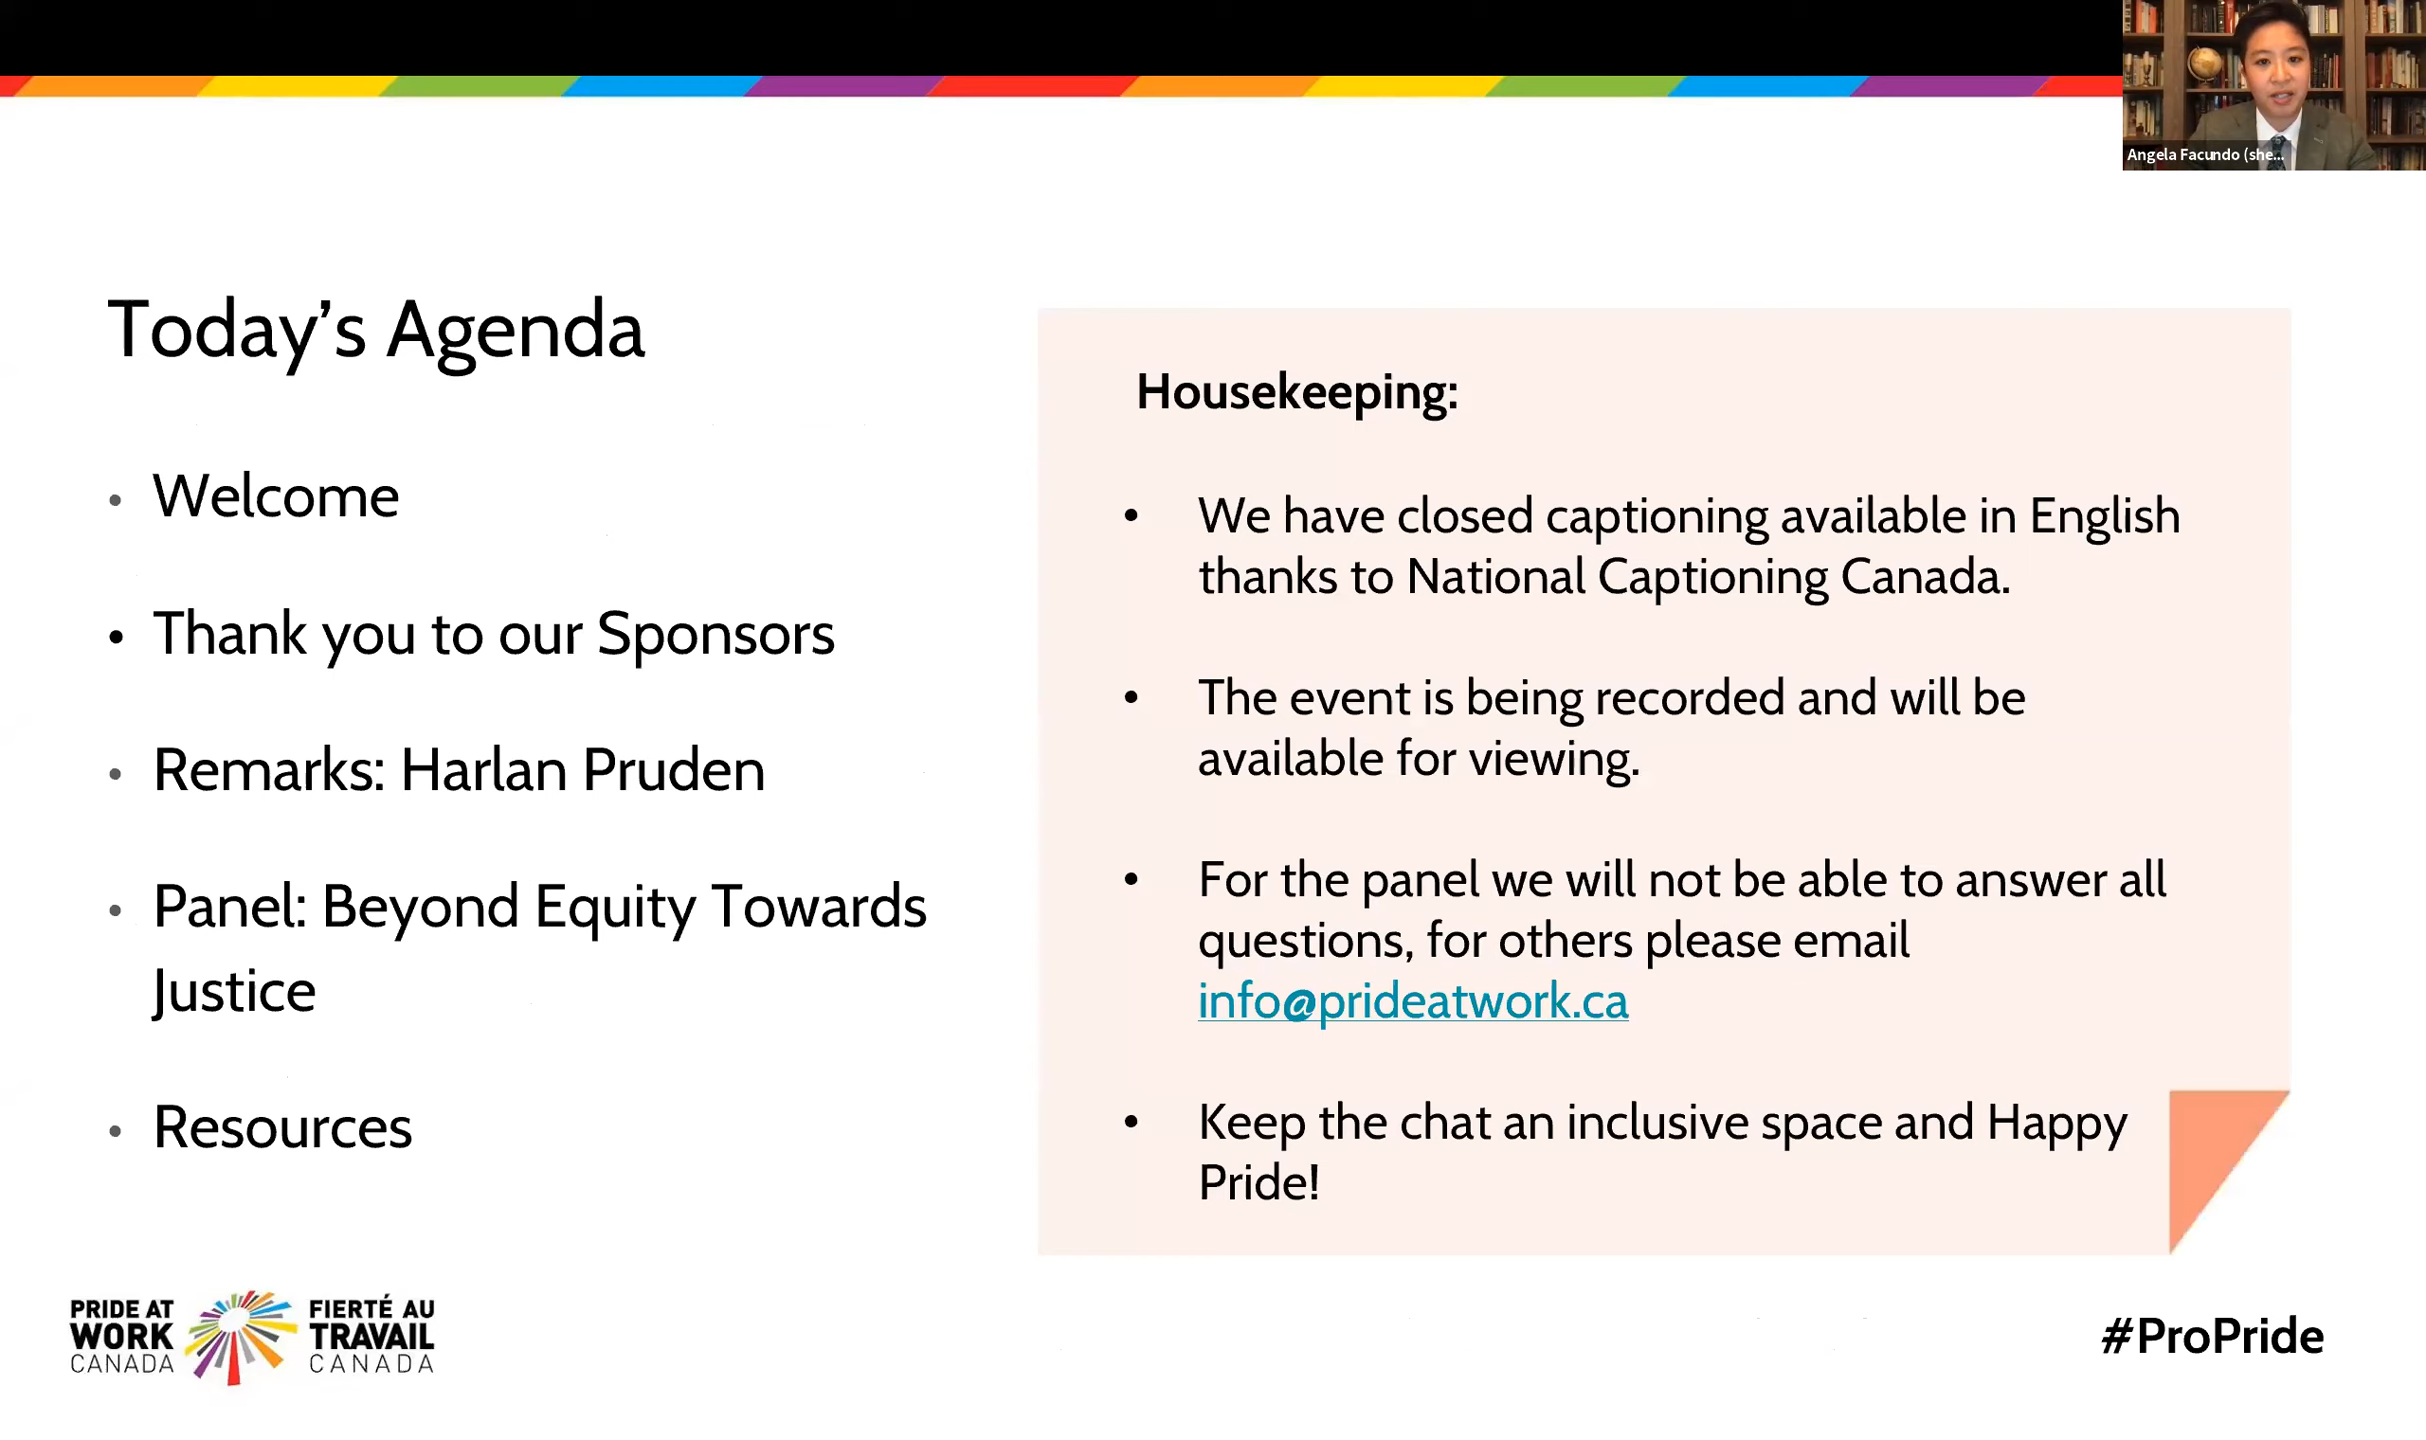 Angela Facundo (she...
Today's Agenda
• Welcome
• Thank you to our Sponsors
• Remarks: Harlan Pruden
• Panel: Beyond Equity Towards
Justice
• Resources
Housekeeping:
• We have closed captioning available in English
thanks to National Captioning Canada.
• The event is being recorded and will be
available for viewing.
• For the panel we will not be able to answer all
questions, for others please email
info@prideatwork.ca
• Keep the chat an inclusive space and Happy
Pride!
PRIDE AT
WORK
CANADA
FIERTÉ AU
TRAVAIL
CANADA
#ProPride